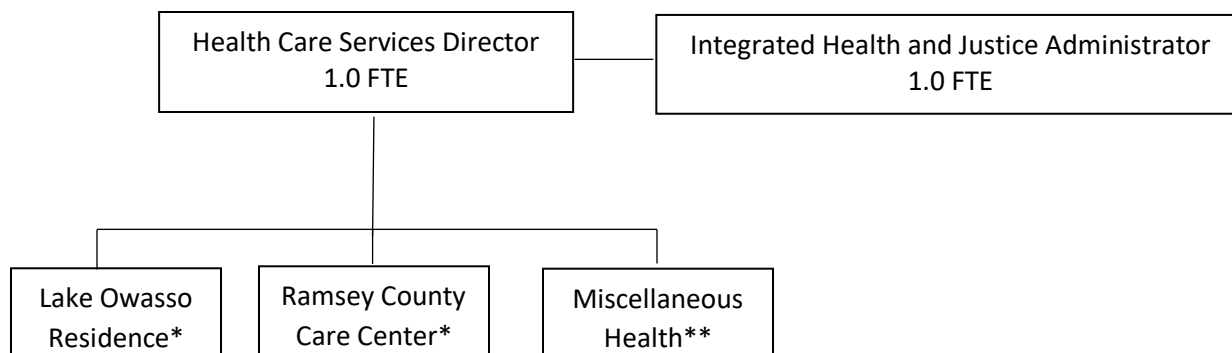 Health Care Services Director
1.0 FTE
Integrated Health and Justice Administrator
1.0 FTE
Lake Owasso
Residence*
Ramsey County
Care Center*
Miscellaneous
Health**